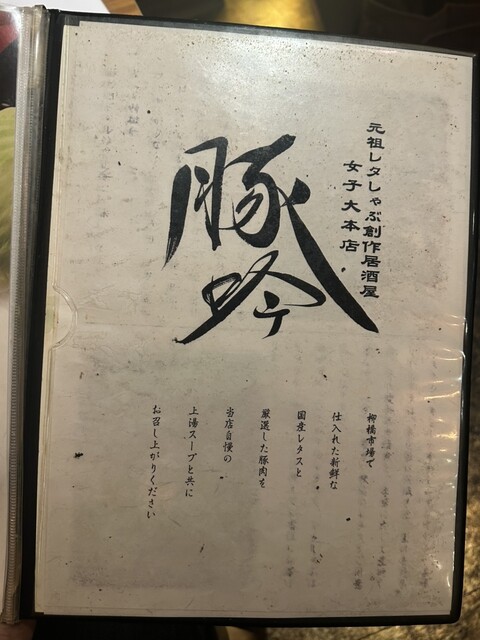 元祖レタしゃぶ創作居酒屋
女子大本店
豚吟
柳橋市場で
仕入れた新鮮な
国産レタスと
厳選した豚肉を
当店自慢の
上湯スープと共に
お召し上がりください